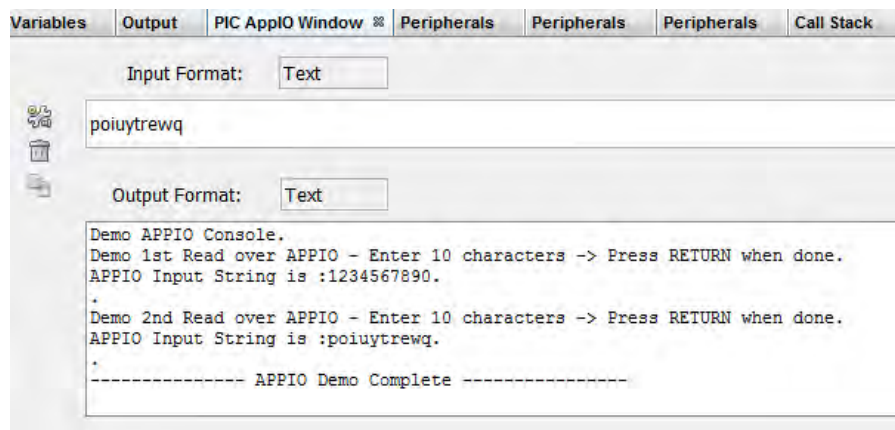 Variables Output PIC AppIO Window Peripherals Peripherals Peripherals Call Stack
Input Format: Text
poiuytrewq
Output Format: Text
Demo APPIO Console.
Demo 1st Read over APPIO - Enter 10 characters -> Press RETURN when done.
APPIO Input String is :1234567890.
.
Demo 2nd Read over APPIO - Enter 10 characters -> Press RETURN when done.
APPIO Input String is :poiuytrewq.
.
--------------- APPIO Demo Complete ----------------